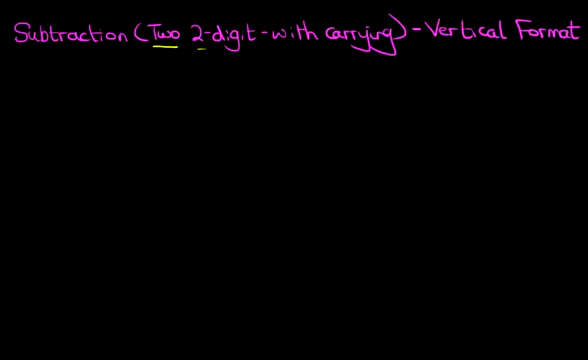 Subtraction (Two 2-digit-with carrying) - Vertical Format